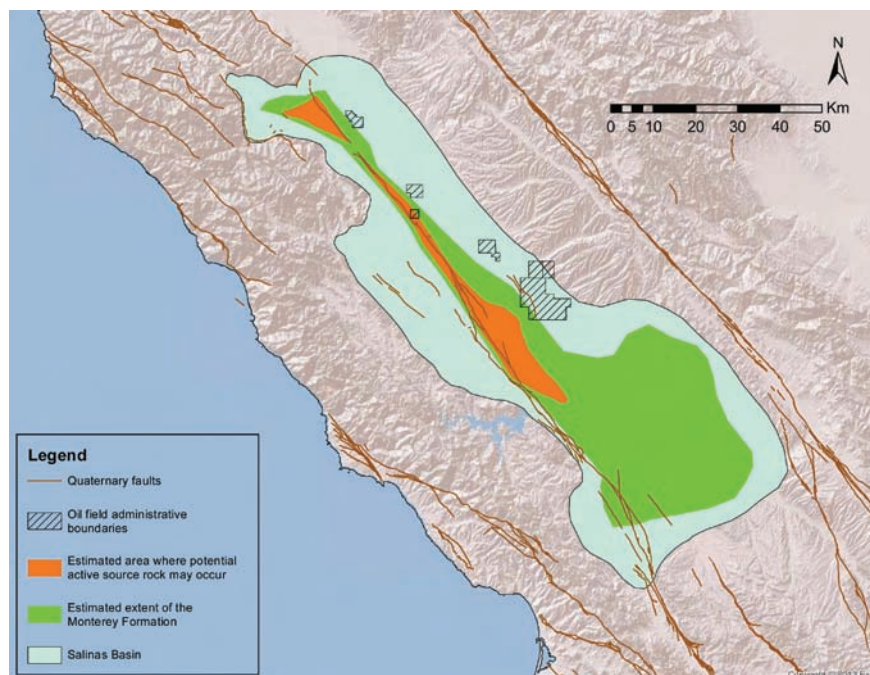 N
Km
0 5 10 20 30 40 50
Legend
Quaternary faults
Oil field administrative
boundaries
Estimated area where potential
active source rock may occur
Estimated extent of the
Monterey Formation
Salinas Basin